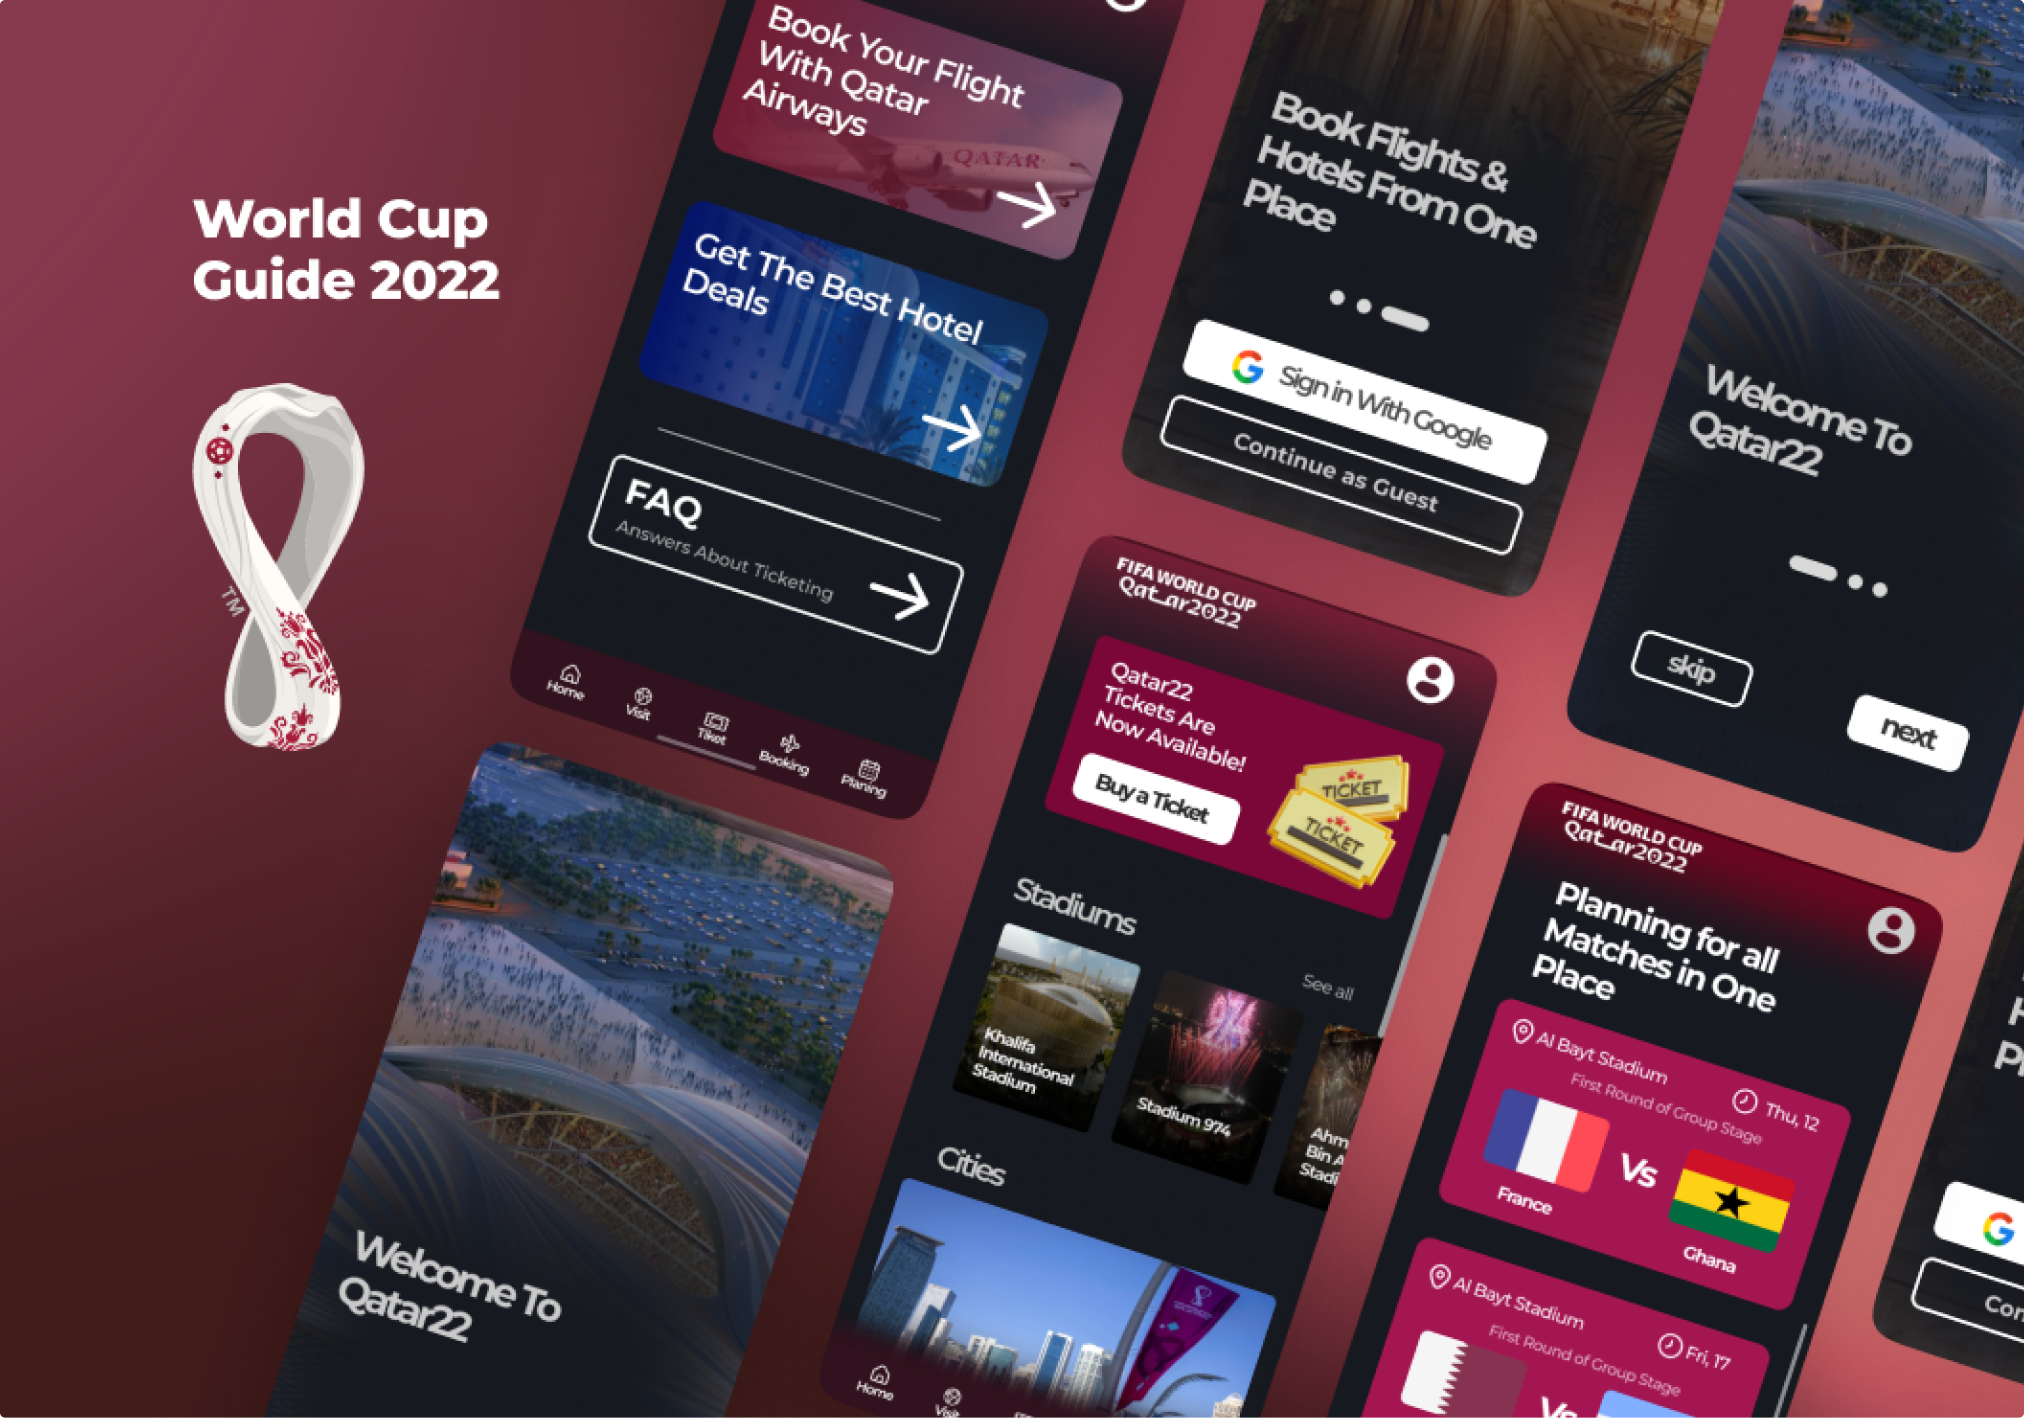 World Cup
Guide 2022
TM
Book Your Flight
With Qatar
Airways
QATAR
Get The Best Hotel
Deals
FAQ
Answers About Ticketing
Home
Visit
Tiket
Booking
Planing
Book Flights &
Hotels From One
Place
G
Sign in With Google
Continue as Guest
Welcome To
Qatar22
skip
next
Welcome To
Qatar22
FIFA WORLD CUP
Qatar2022
Qatar22
Tickets Are
Now Available!
Buy a Ticket
TICKET
TICKET
Stadiums
See all
Khalifa
International
Stadium
Stadium 974
Ahm
Bin A
Stadi
Cities
Home
Visit
FIFA WORLD CUP
Qatar2022
Planning for all
Matches in One
Place
Al Bayt Stadium
Thu, 12
First Round of Group Stage
France
Vs
Ghana
Al Bayt Stadium
Fri, 17
First Round of Group Stage
Vs
G
Con